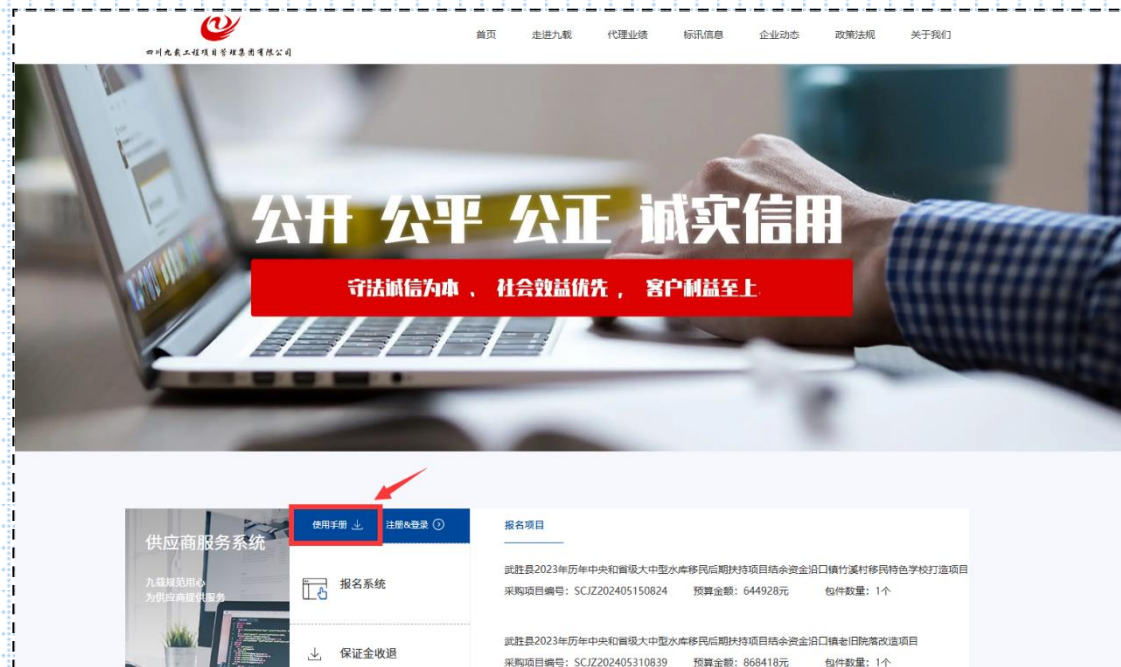 四川九载工程项目管理集团有限公司
首页 走进九载 代理业绩 标讯信息 企业动态 政策法规 关于我们
公开 公平 公正 诚实信用
守法诚信为本 、 社会效益优先 ， 客户利益至上.
供应商服务系统
九载规范用心
为供应商提供服务
使用手册 注册&登录
报名系统
保证金收退
报名项目
武胜县2023年历年中央和省级大中型水库移民后期扶持项目结余资金沿口镇竹溪村移民特色学校打造项目
采购项目编号：SCJZ202405150824 预算金额：644928元 包件数量：1个
武胜县2023年历年中央和省级大中型水库移民后期扶持项目结余资金沿口镇老旧院落改造项目
采购项目编号：SCJZ202405310839 预算金额：868418元 包件数量：1个